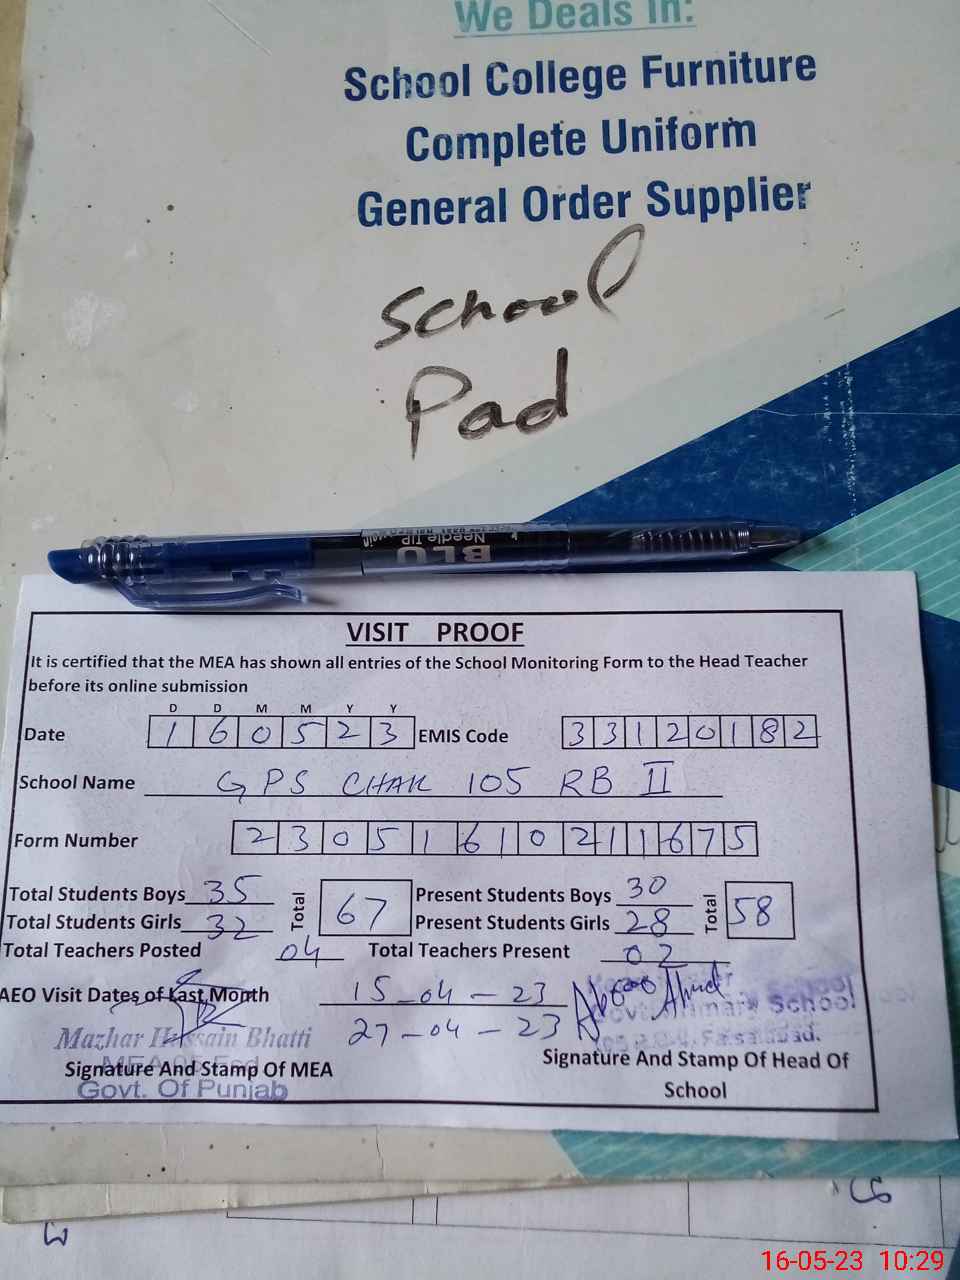 We Deals In:
School College Furniture
Complete Uniform
General Order Supplier
School
Pad
BLU
Needle TIP
VISIT PROOF
It is certified that the MEA has shown all entries of the School Monitoring Form to the Head Teacher
before its online submission
D D M M Y Y
Date 1 6 0 5 2 3 EMIS Code 3 3 1 2 0 1 8 2
School Name GPS CHAK 105 RB II
Form Number 2 3 0 5 1 6 1 0 2 1 1 6 7 5
Total Students Boys 35 Total 67 Present Students Boys 30 Total 58
Total Students Girls 32 Present Students Girls 28
Total Teachers Posted 04 Total Teachers Present 02
AEO Visit Dates of Last Month 15-04-23
27-04-23
School
Govt. Primary School
Faisalabad.
Mazhar Hussain Bhatti
Signature And Stamp Of MEA
Govt. Of Punjab
Signature And Stamp Of Head Of
School
16-05-23 10:29